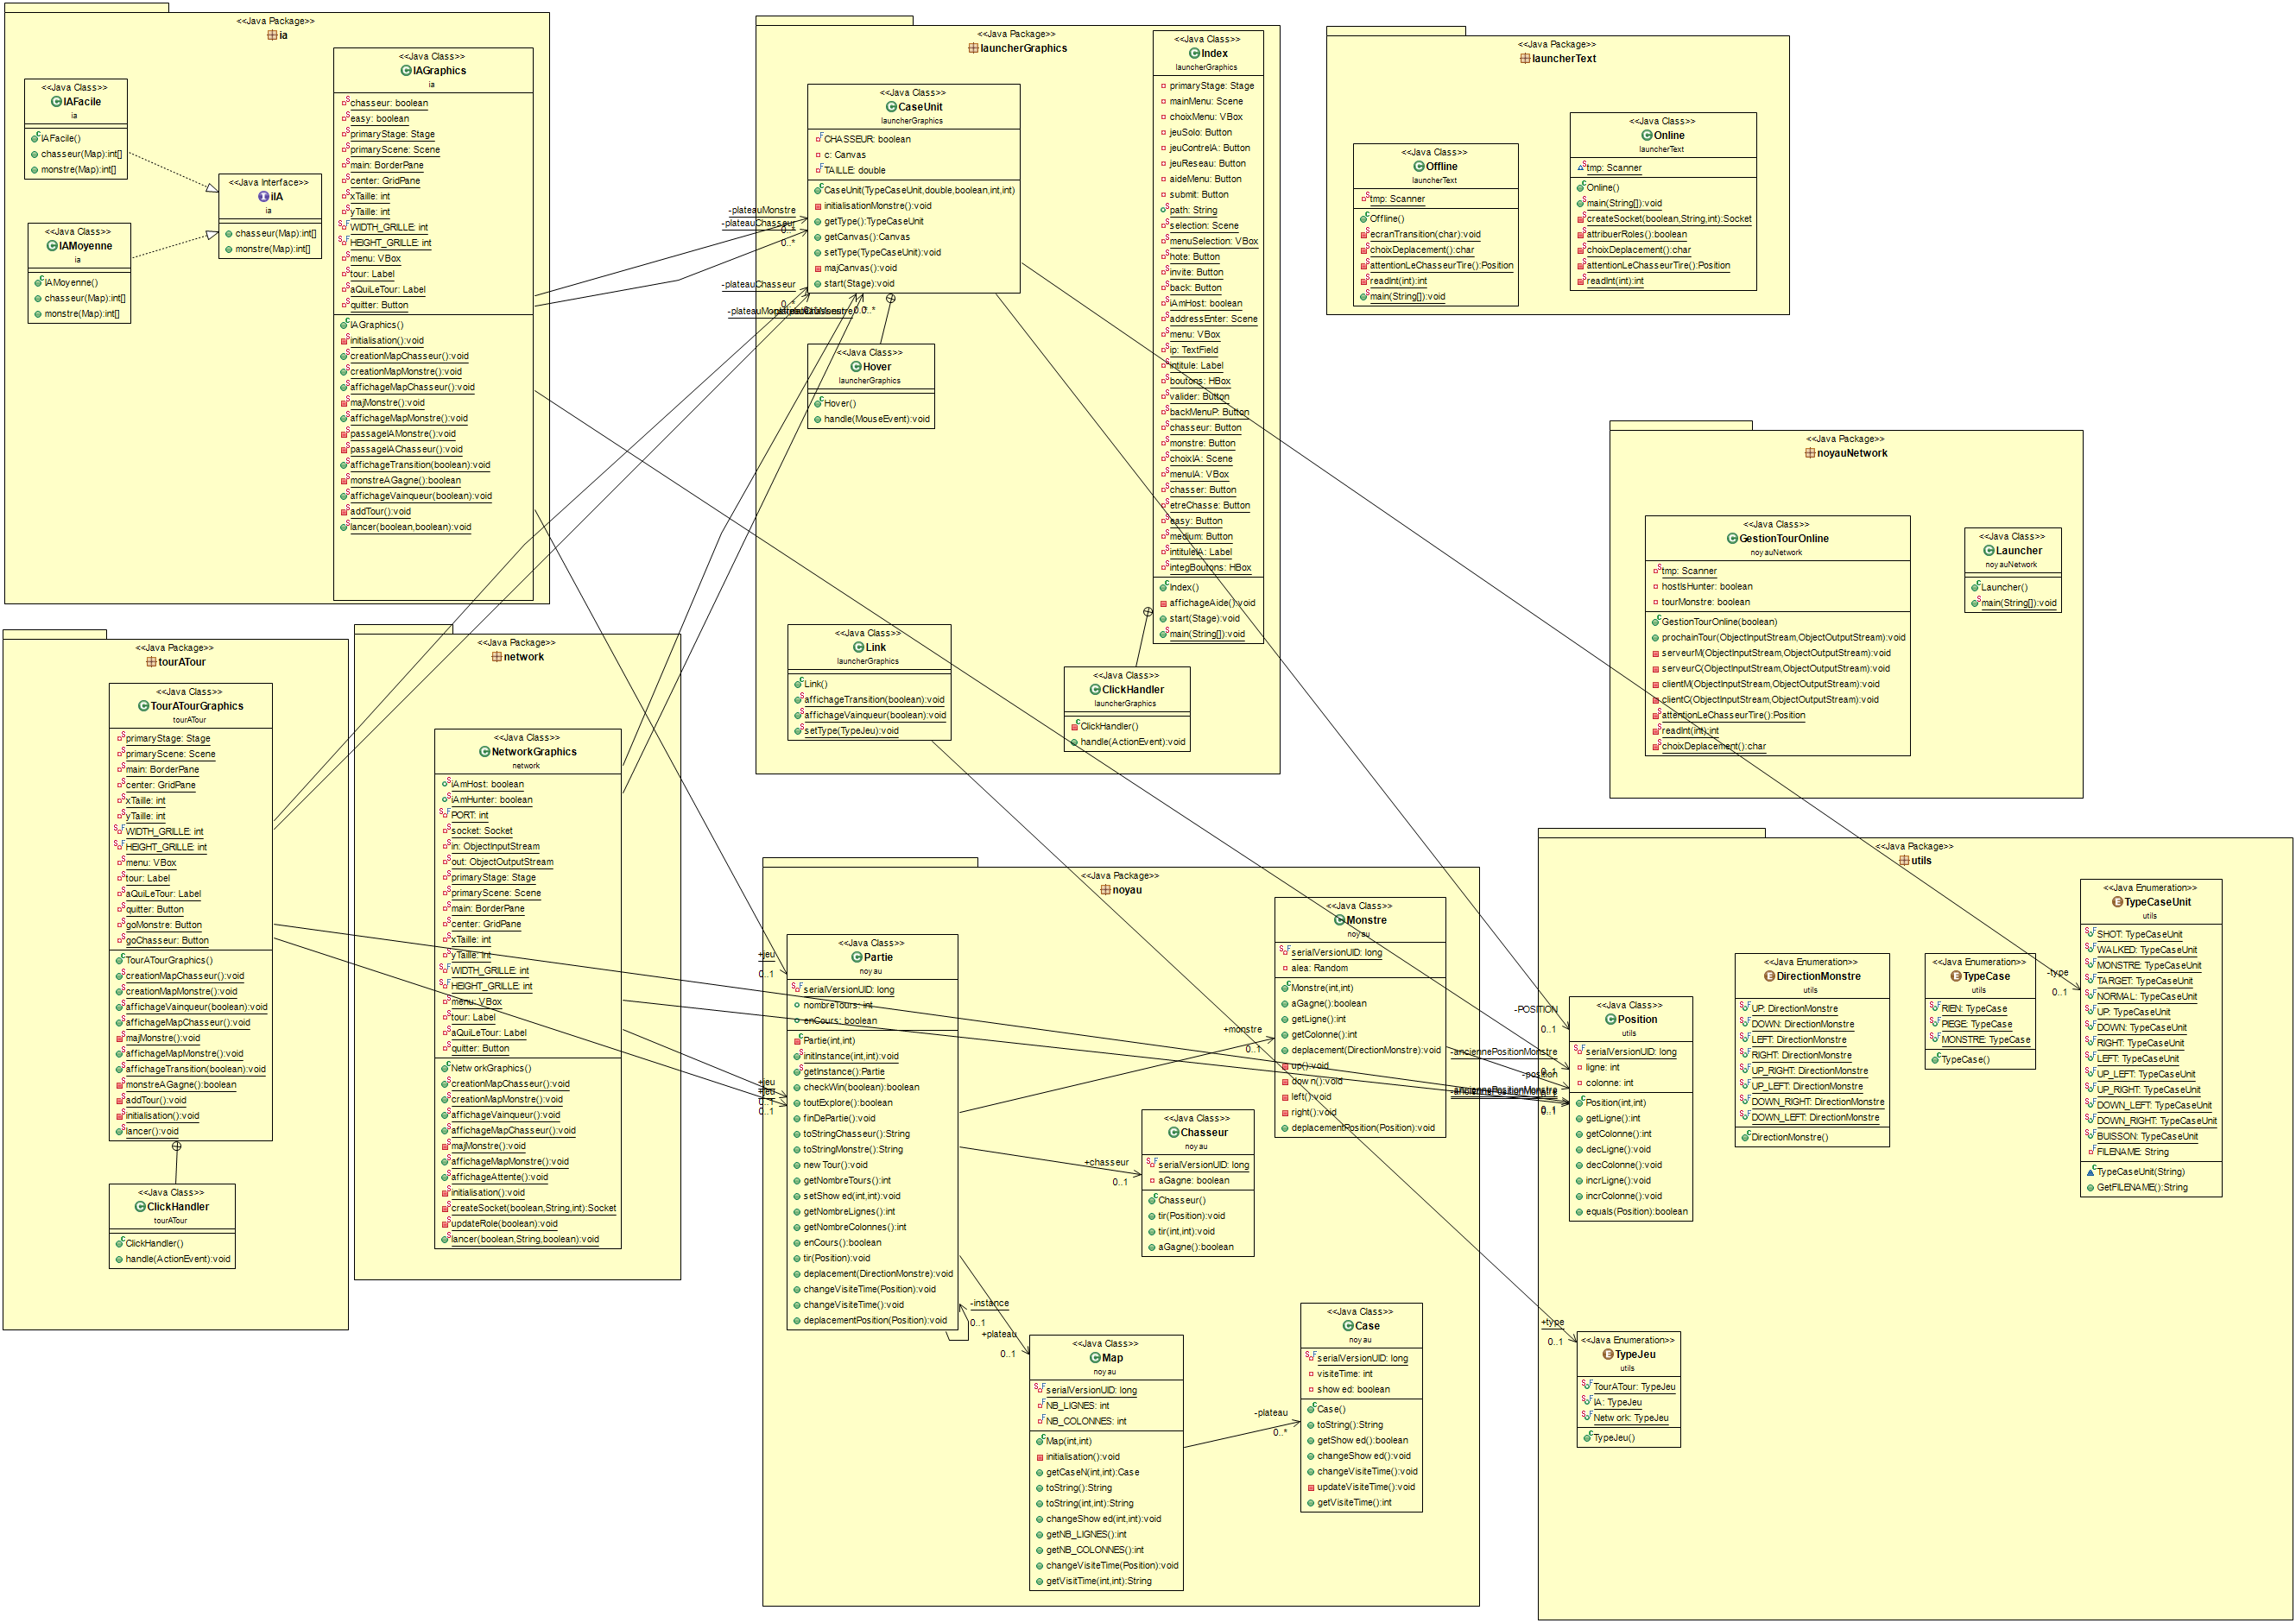 <<Java Package>>
ia
<<Java Class>>
IAFacile
ia
IAFacile()
chasseur(Map):int[]
monstre(Map):int[]
<<Java Class>>
IAMoyenne
ia
IAMoyenne()
chasseur(Map):int[]
monstre(Map):int[]
<<Java Interface>>
iIA
ia
chasseur(Map):int[]
monstre(Map):int[]
<<Java Class>>
IAGraphics
ia
chasseur: boolean
easy: boolean
primaryStage: Stage
primaryScene: Scene
main: BorderPane
center: GridPane
xTaille: int
yTaille: int
WIDTH_GRILLE: int
HEIGHT_GRILLE: int
menu: VBox
tour: Label
aQuiLeTour: Label
quitter: Button
IAGraphics()
initialisation():void
creationMapChasseur():void
creationMapMonstre():void
affichageMapChasseur():void
majMonstre():void
affichageMapMonstre():void
passageIAMonstre():void
passageIAChasseur():void
affichageTransition(boolean):void
monstreAGagne():boolean
affichageVainqueur(boolean):void
addTour():void
lancer(boolean,boolean):void
<<Java Package>>
launcherGraphics
<<Java Class>>
CaseUnit
launcherGraphics
CHASSEUR: boolean
c: Canvas
TAILLE: double
CaseUnit(TypeCaseUnit,double,boolean,int,int)
initialisationMonstre():void
getType():TypeCaseUnit
getCanvas():Canvas
setType(TypeCaseUnit):void
majCanvas():void
start(Stage):void
-plateauMonstre
-plateauChasseur
0..*
0..*
-plateauChasseur
0..*
0..*
<<Java Class>>
Hover
launcherGraphics
Hover()
handle(MouseEvent):void
<<Java Class>>
Link
launcherGraphics
Link()
affichageTransition(boolean):void
affichageVainqueur(boolean):void
setType(TypeJeu):void
<<Java Class>>
Index
launcherGraphics
primaryStage: Stage
mainMenu: Scene
choixMenu: VBox
jeuSolo: Button
jeuContreIA: Button
jeuReseau: Button
aideMenu: Button
submit: Button
path: String
selection: Scene
menuSelection: VBox
hote: Button
invite: Button
back: Button
iAmHost: boolean
addressEnter: Scene
menu: VBox
ip: TextField
intitule: Label
boutons: HBox
valider: Button
backMenuP: Button
chasseur: Button
monstre: Button
choixIA: Scene
menuIA: VBox
chasser: Button
etreChasse: Button
easy: Button
medium: Button
intituleIA: Label
integBoutons: HBox
Index()
affichageAide():void
start(Stage):void
main(String[]):void
<<Java Class>>
ClickHandler
launcherGraphics
ClickHandler()
handle(ActionEvent):void
<<Java Package>>
launcherText
<<Java Class>>
Offline
launcherText
tmp: Scanner
Offline()
ecranTransition(char):void
choixDeplacement():char
attentionLeChasseurTire():Position
readInt(int):int
main(String[]):void
<<Java Class>>
Online
launcherText
tmp: Scanner
Online()
main(String[]):void
createSocket(boolean,String,int):Socket
attribuerRoles():boolean
choixDeplacement():char
attentionLeChasseurTire():Position
readInt(int):int
<<Java Package>>
noyauNetwork
<<Java Class>>
GestionTourOnline
noyauNetwork
tmp: Scanner
hostIsHunter: boolean
tourMonstre: boolean
GestionTourOnline(boolean)
prochainTour(ObjectInputStream,ObjectOutputStream):void
serveurM(ObjectInputStream,ObjectOutputStream):void
serveurC(ObjectInputStream,ObjectOutputStream):void
clientM(ObjectInputStream,ObjectOutputStream):void
clientC(ObjectInputStream,ObjectOutputStream):void
attentionLeChasseurTire():Position
readInt(int):int
choixDeplacement():char
<<Java Class>>
Launcher
noyauNetwork
Launcher()
main(String[]):void
<<Java Package>>
tourATour
<<Java Class>>
TourATourGraphics
tourATour
primaryStage: Stage
primaryScene: Scene
main: BorderPane
center: GridPane
xTaille: int
yTaille: int
WIDTH_GRILLE: int
HEIGHT_GRILLE: int
menu: VBox
tour: Label
aQuiLeTour: Label
quitter: Button
goMonstre: Button
goChasseur: Button
TourATourGraphics()
creationMapChasseur():void
creationMapMonstre():void
affichageVainqueur(boolean):void
affichageMapChasseur():void
majMonstre():void
affichageMapMonstre():void
affichageTransition(boolean):void
monstreAGagne():boolean
addTour():void
initialisation():void
lancer():void
<<Java Class>>
ClickHandler
tourATour
ClickHandler()
handle(ActionEvent):void
<<Java Package>>
network
<<Java Class>>
NetworkGraphics
network
iAmHost: boolean
iAmHunter: boolean
PORT: int
socket: Socket
in: ObjectInputStream
out: ObjectOutputStream
primaryStage: Stage
primaryScene: Scene
main: BorderPane
center: GridPane
xTaille: int
yTaille: int
WIDTH_GRILLE: int
HEIGHT_GRILLE: int
menu: VBox
tour: Label
aQuiLeTour: Label
quitter: Button
NetworkGraphics()
creationMapChasseur():void
creationMapMonstre():void
affichageVainqueur():void
affichageMapChasseur():void
majMonstre():void
affichageMapMonstre():void
affichageAttente():void
initialisation():void
createSocket(boolean,String,int):Socket
updateRole(boolean):void
lancer(boolean,String,boolean):void
<<Java Package>>
noyau
+jeu
0..1
+jeu
+jeu
0..1
0..1
<<Java Class>>
Partie
noyau
serialVersionUID: long
nombreTours: int
enCours: boolean
Partie(int,int)
initInstance(int,int):void
getInstance():Partie
checkWin(boolean):boolean
toutExplore():boolean
finDePartie():void
toStringChasseur():String
toStringMonstre():String
newTour():void
getNombreTours():int
setShowed(int,int):void
getNombreLignes():int
getNombreColonnes():int
enCours():boolean
tir(Position):void
deplacement(DirectionMonstre):void
changeVisiteTime(Position):void
changeVisiteTime():void
deplacementPosition(Position):void
-instance
0..1
+plateau
0..1
+monstre
0..1
+chasseur
0..1
<<Java Class>>
Monstre
noyau
serialVersionUID: long
alea: Random
Monstre(int,int)
aGagne():boolean
getLigne():int
getColonne():int
deplacement(DirectionMonstre):void
up():void
down():void
left():void
right():void
deplacementPosition(Position):void
<<Java Class>>
Chasseur
noyau
serialVersionUID: long
aGagne: boolean
Chasseur()
tir(Position):void
tir(int,int):void
aGagne():boolean
<<Java Class>>
Map
noyau
serialVersionUID: long
NB_LIGNES: int
NB_COLONNES: int
Map(int,int)
initialisation():void
getCaseN(int,int):Case
toString():String
toString(int,int):String
changeShowed(int,int):void
getNB_LIGNES():int
getNB_COLONNES():int
changeVisiteTime(Position):void
getVisitTime(int,int):String
-plateau
0..*
<<Java Class>>
Case
noyau
serialVersionUID: long
visiteTime: int
showed: boolean
Case()
toString():String
getShowed():boolean
changeShowed():void
changeVisiteTime():void
updateVisiteTime():void
getVisiteTime():int
<<Java Package>>
utils
-POSITION
0..1
-anciennePositionMonstre
-position
-anciennePositionMonstre
0..1
<<Java Class>>
Position
utils
serialVersionUID: long
ligne: int
colonne: int
Position(int,int)
getLigne():int
getColonne():int
decLigne():void
decColonne():void
incrLigne():void
incrColonne():void
equals(Position):boolean
<<Java Enumeration>>
DirectionMonstre
utils
UP: DirectionMonstre
DOWN: DirectionMonstre
LEFT: DirectionMonstre
RIGHT: DirectionMonstre
UP_RIGHT: DirectionMonstre
UP_LEFT: DirectionMonstre
DOWN_RIGHT: DirectionMonstre
DOWN_LEFT: DirectionMonstre
DirectionMonstre()
<<Java Enumeration>>
TypeCase
utils
RIEN: TypeCase
PIEGE: TypeCase
MONSTRE: TypeCase
TypeCase()
-type
0..1
<<Java Enumeration>>
TypeCaseUnit
utils
SHOT: TypeCaseUnit
WALKED: TypeCaseUnit
MONSTRE: TypeCaseUnit
TARGET: TypeCaseUnit
NORMAL: TypeCaseUnit
UP: TypeCaseUnit
DOWN: TypeCaseUnit
RIGHT: TypeCaseUnit
LEFT: TypeCaseUnit
UP_LEFT: TypeCaseUnit
UP_RIGHT: TypeCaseUnit
DOWN_LEFT: TypeCaseUnit
DOWN_RIGHT: TypeCaseUnit
BUISSON: TypeCaseUnit
FILENAME: String
TypeCaseUnit(String)
GetFILENAME():String
+type
0..1
<<Java Enumeration>>
TypeJeu
utils
TourATour: TypeJeu
IA: TypeJeu
Network: TypeJeu
TypeJeu()